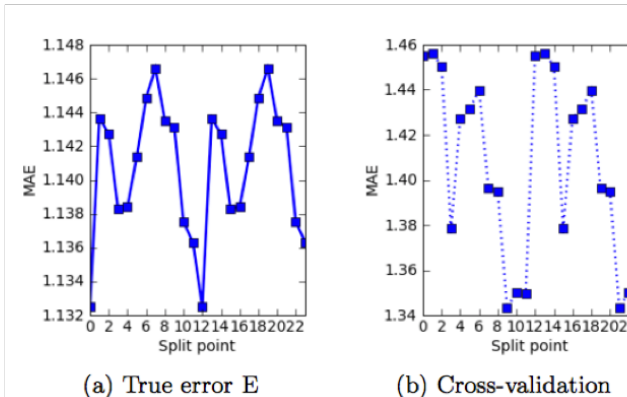 1.148
1.146
1.144
1.142
1.140
1.138
1.136
1.134
1.132
MAE
0 2 4 6 8 10 12 14 16 18 20 22
Split point
(a) True error E
1.46
1.44
1.42
1.40
1.38
1.36
1.34
MAE
0 2 4 6 8 10 12 14 16 18 20 22
Split point
(b) Cross-validation